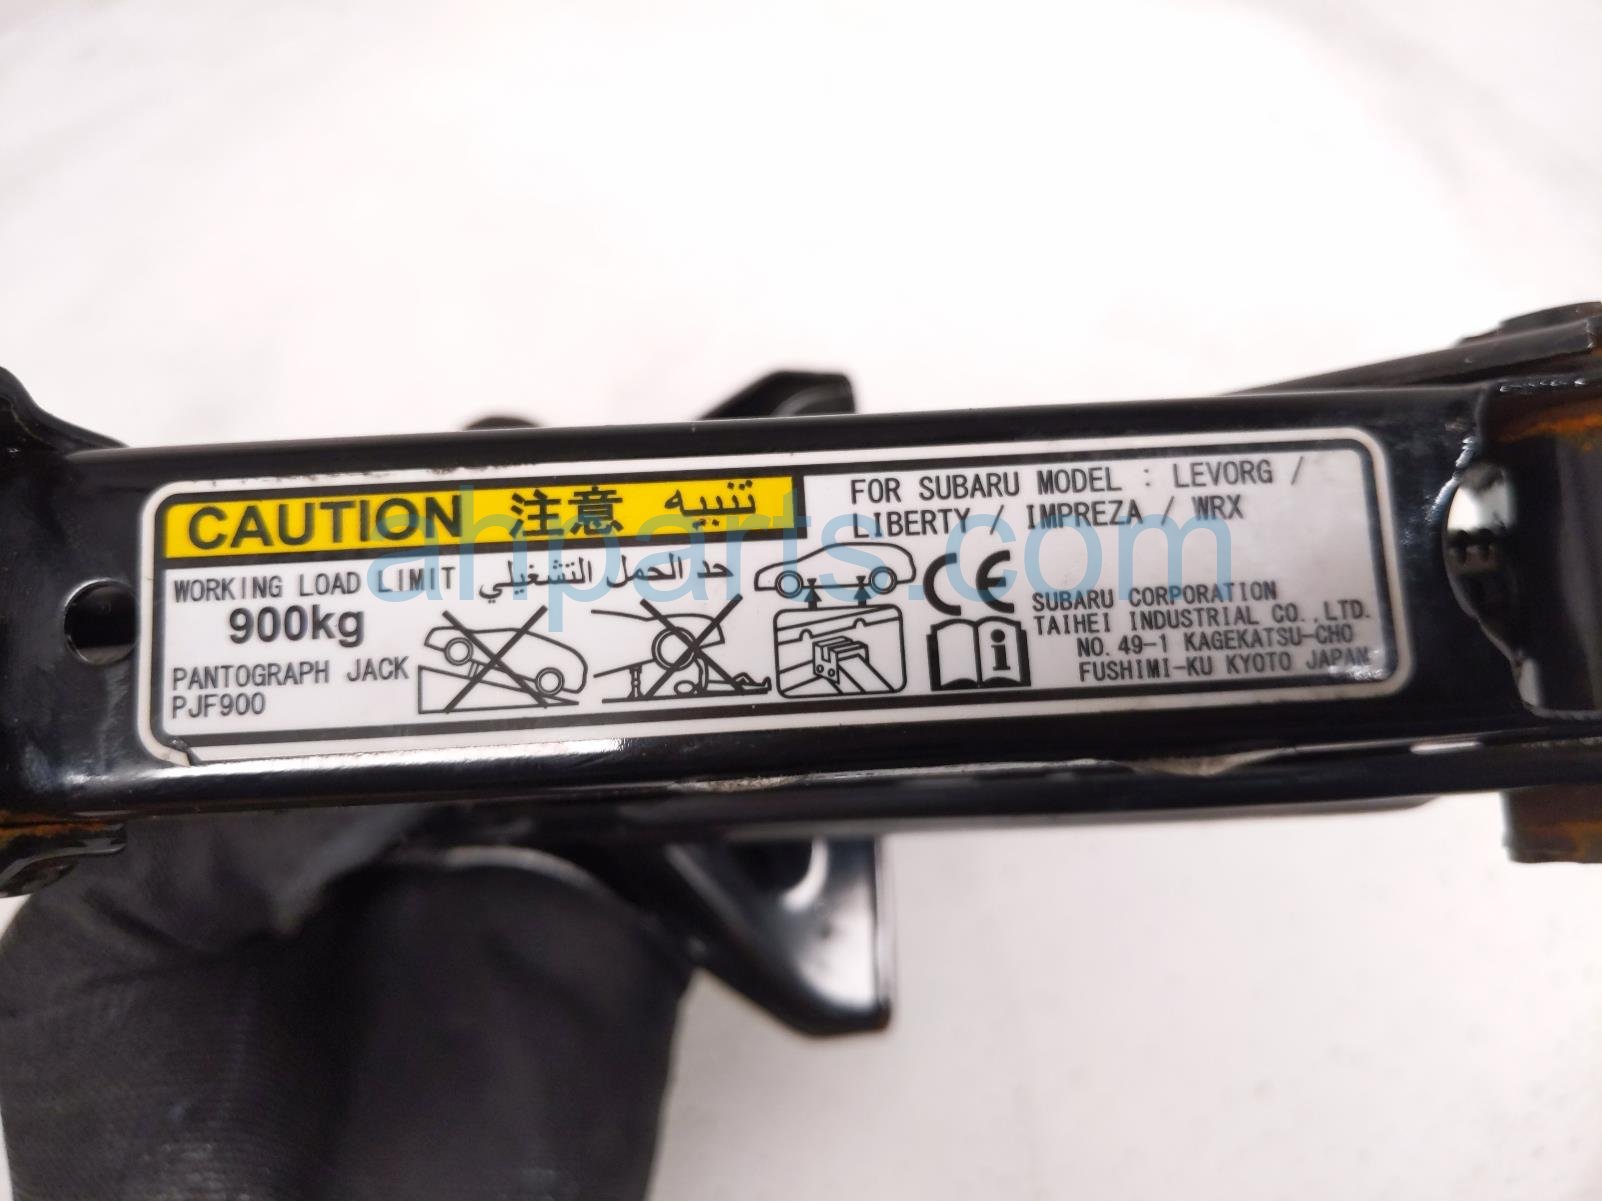 CAUTION 注意 تنبيه
WORKING LOAD LIMIT حد الحمل التشغيلي
900kg
PANTOGRAPH JACK
PJF900
FOR SUBARU MODEL : LEVORG /
LIBERTY / IMPREZA / WRX
CE
i
SUBARU CORPORATION
TAIHEI INDUSTRIAL CO.,LTD.
NO.49-1 KAGEKATSU-CHO
FUSHIMI-KU KYOTO JAPAN
ahparts.com